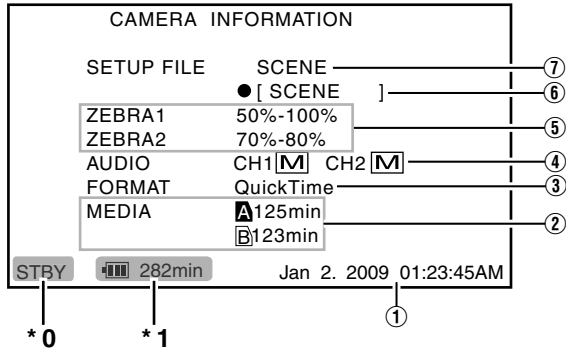 CAMERA INFORMATION
SETUP FILE SCENE ⑦
●[ SCENE ] ⑥
ZEBRA1 50%-100%
ZEBRA2 70%-80% ⑤
AUDIO CH1 M CH2 M ④
FORMAT QuickTime ③
MEDIA A 125min ②
B 123min
STBY 282min Jan 2. 2009 01:23:45AM
*0 *1 ①